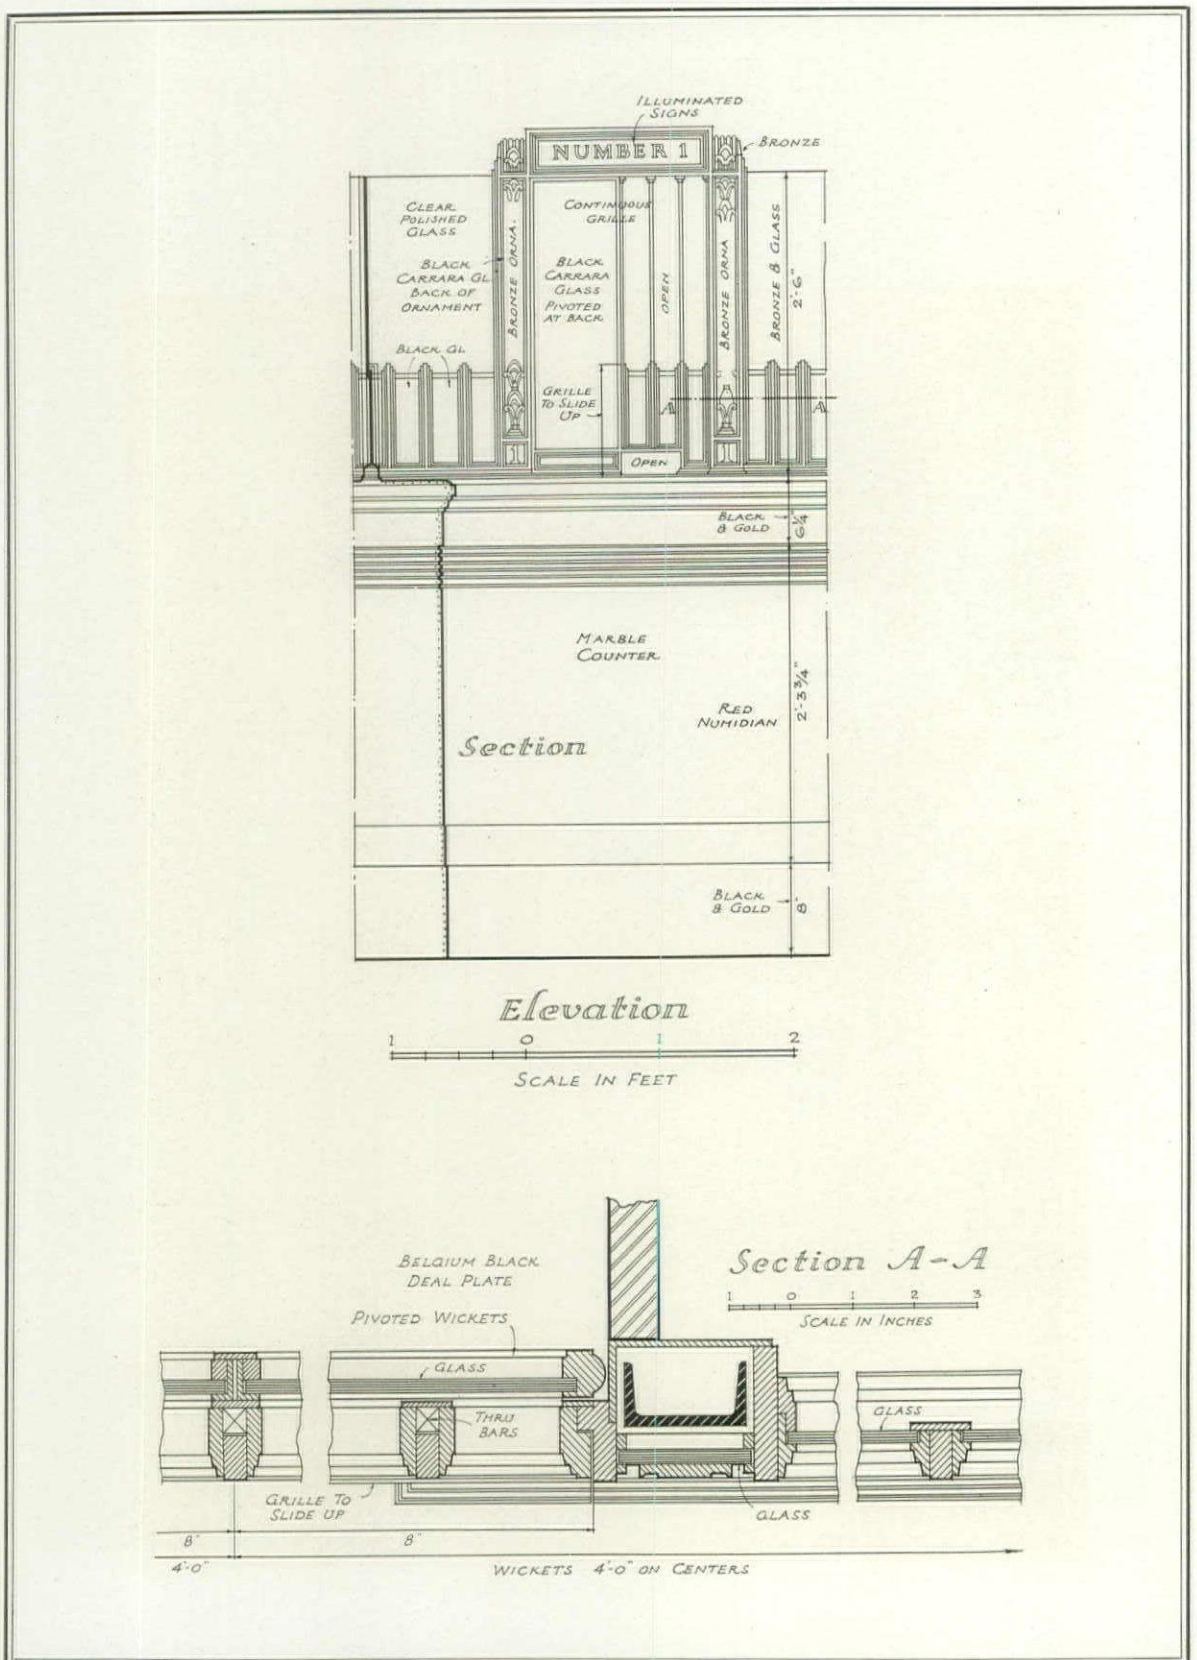 ILLUMINATED
SIGNS
NUMBER 1
BRONZE
CLEAR
POLISHED
GLASS
CONTINUOUS
GRILLE
BLACK
CARRARA GL
BACK OF
ORNAMENT
BRONZE ORNA.
BLACK
CARRARA
GLASS
PIVOTED
AT BACK
OPEN
BRONZE ORNA
BRONZE & GLASS
2'-6"
BLACK GL
GRILLE
TO SLIDE
UP
A
A
1
OPEN
1
BLACK
& GOLD
6¼"
MARBLE
COUNTER
RED
NUMIDIAN
2'-3¾"
Section
BLACK
& GOLD
8"
Elevation
1 0 1 2
SCALE IN FEET
BELGIUM BLACK
DEAL PLATE
Section A-A
1 0 1 2 3
SCALE IN INCHES
PIVOTED WICKETS
GLASS
THRU
BARS
GLASS
GRILLE TO
SLIDE UP
GLASS
8" 8"
4'-0" WICKETS 4'-0" ON CENTERS